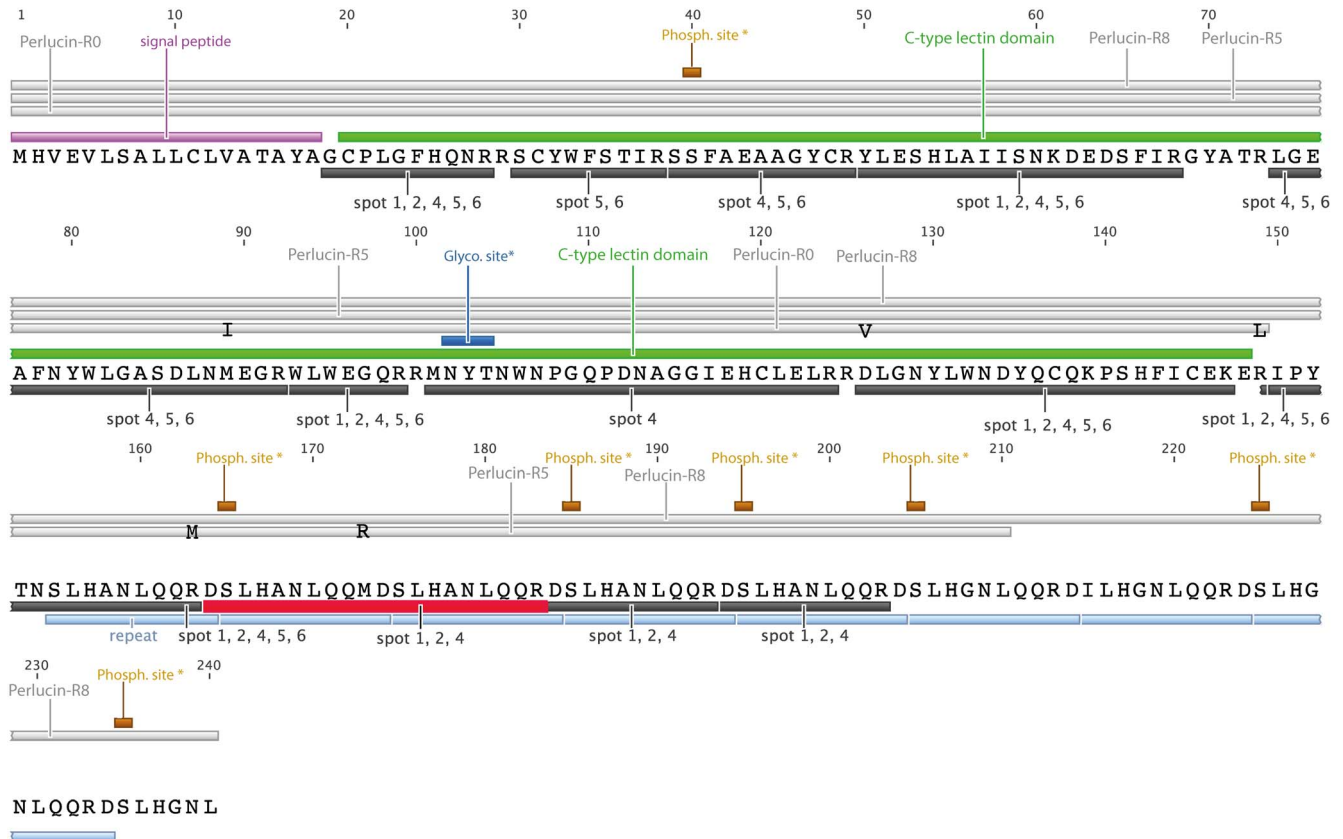 1 10 20 30 40 50 60 70
Perlucin-R0 signal peptide Phosph. site * C-type lectin domain Perlucin-R8 Perlucin-R5
MHVEVLSALLCLVATAYAGCPLGFHQNRRSCYWFSTIRSSFAEAAGYCRYLESHLAIISNKDEDSFIRGYATRLGE
spot 1, 2, 4, 5, 6 spot 5, 6 spot 4, 5, 6 spot 1, 2, 4, 5, 6 spot 4, 5, 6
80 90 100 110 120 130 140 150
Perlucin-R5 Glyco. site* C-type lectin domain Perlucin-R0 Perlucin-R8
I V L
AFNYWLGASDLNMEGRWLWEGQRRMNYTNWNPGQPDNAGGIEHCLELRRDLGNYLWNDYQCQKPSHFICEKERIPY
spot 4, 5, 6 spot 1, 2, 4, 5, 6 spot 4 spot 1, 2, 4, 5, 6 spot 1, 2, 4, 5, 6
160 170 180 190 200 210 220
Phosph. site * Perlucin-R5 Phosph. site * Perlucin-R8 Phosph. site * Phosph. site * Phosph. site *
M R
TNSLHANLQQRDSLHANLQQMDSLHANLQQRDSLHANLQQRDSLHANLQQRDSLHGNLQQRDILHGNLQQRDSLHG
repeat spot 1, 2, 4, 5, 6 spot 1, 2, 4 spot 1, 2, 4 spot 1, 2, 4
230 240
Perlucin-R8 Phosph. site *
NLQQRDSLHGNL